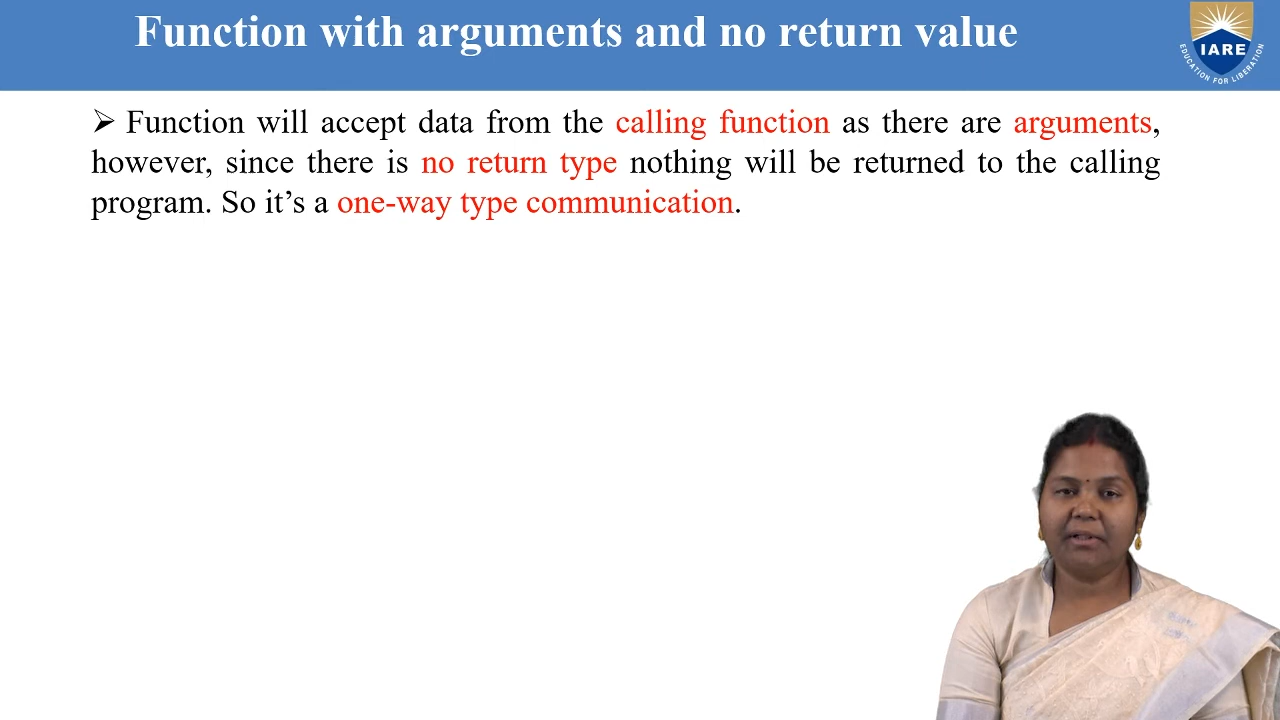 Function with arguments and no return value
IARE
EDUCATION FOR LIBERATION
➢ Function will accept data from the calling function as there are arguments,
however, since there is no return type nothing will be returned to the calling
program. So it’s a one-way type communication.